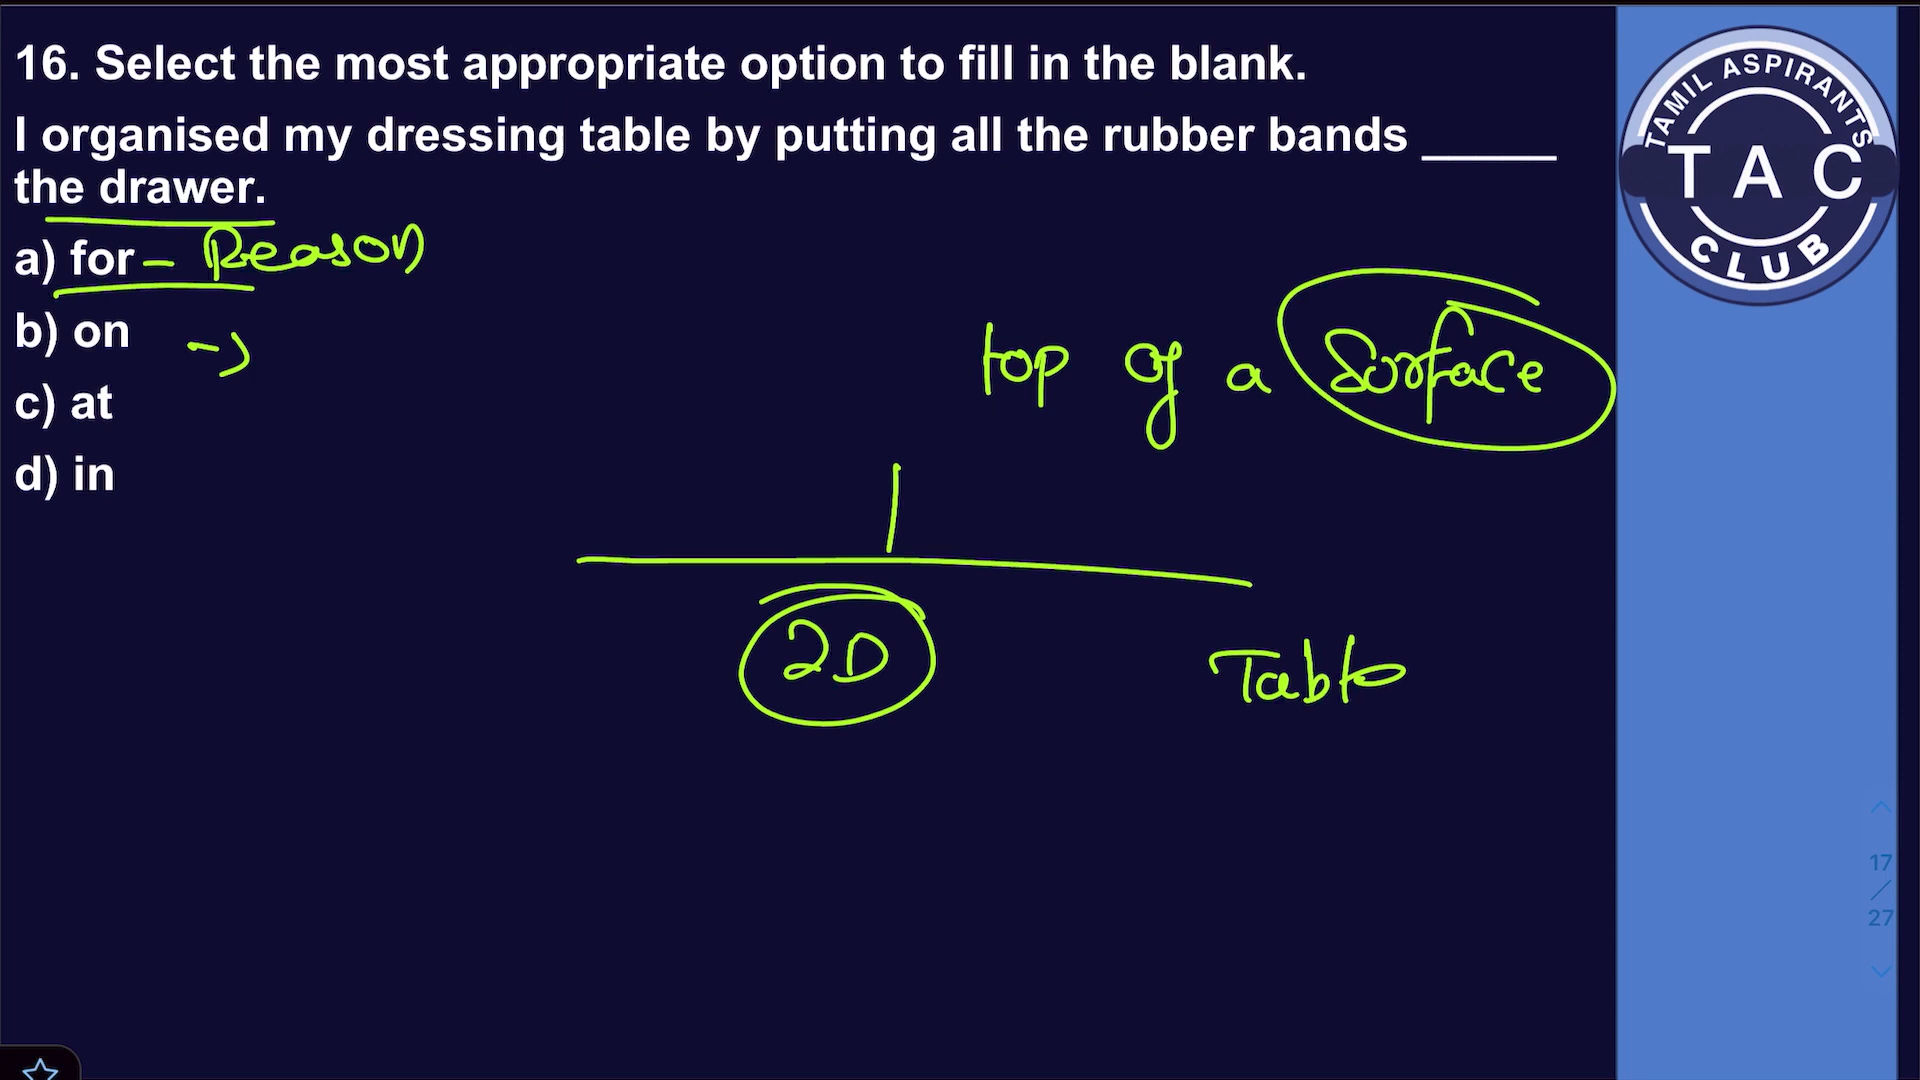 16. Select the most appropriate option to fill in the blank.
I organised my dressing table by putting all the rubber bands _____
the drawer.
a) for - Reason
b) on ->
c) at
d) in
top of a Surface
2D
Table
TAMIL ASPIRANTS
TAC
CLUB
17
/
27